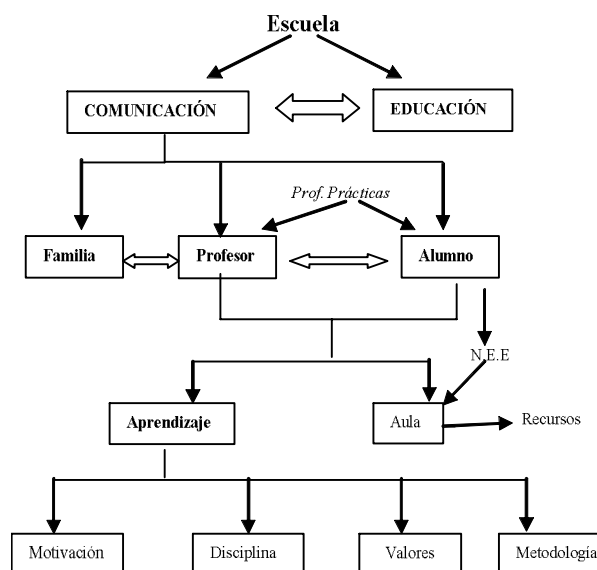 Escuela
COMUNICACIÓN
EDUCACIÓN
Prof. Prácticas
Familia
Profesor
Alumno
N.E.E
Aprendizaje
Aula
Recursos
Motivación
Disciplina
Valores
Metodología